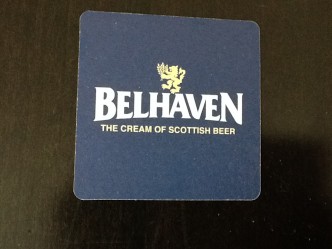 BELHAVEN
THE CREAM OF SCOTTISH BEER